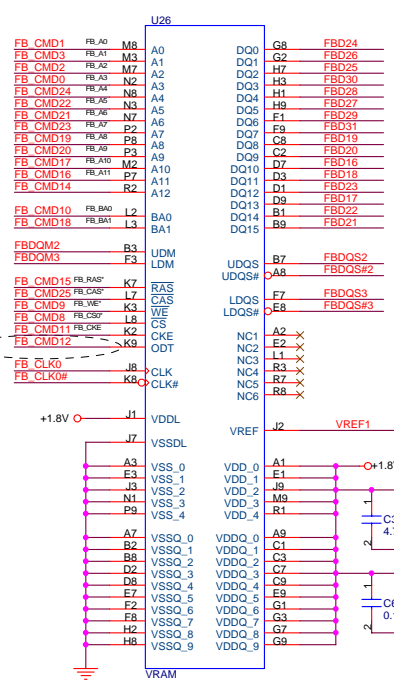 U26
FB_CMD1 FB_A0 M8 A0 DQ0 G8 FBD24
FB_CMD3 FB_A1 M3 A1 DQ1 G2 FBD26
FB_CMD2 FB_A2 M7 A2 DQ2 H7 FBD25
FB_CMD0 FB_A3 N2 A3 DQ3 H3 FBD30
FB_CMD24 FB_A4 N8 A4 DQ4 H1 FBD28
FB_CMD22 FB_A5 N3 A5 DQ5 H9 FBD27
FB_CMD21 FB_A6 N7 A6 DQ6 F1 FBD29
FB_CMD23 FB_A7 P2 A7 DQ7 F9 FBD31
FB_CMD19 FB_A8 P8 A8 DQ8 C8 FBD19
FB_CMD20 FB_A9 P3 A9 DQ9 C2 FBD20
FB_CMD17 FB_A10 M2 A10 DQ10 D7 FBD16
FB_CMD16 FB_A11 P7 A11 DQ11 D3 FBD18
FB_CMD14 R2 A12 DQ12 D1 FBD23
DQ13 D9 FBD17
FB_CMD10 FB_BA0 L2 BA0 DQ14 B1 FBD22
FB_CMD18 FB_BA1 L3 BA1 DQ15 B9 FBD21
FBDQM2 B3 UDM UDQS B7 FBDQS2
FBDQM3 F3 LDM UDQS# A8 FBDQS#2
FB_CMD15 FB_RAS* K7 RAS LDQS F7 FBDQS3
FB_CMD25 FB_CAS* L7 CAS LDQS# E8 FBDQS#3
FB_CMD9 FB_WE* K3 WE
FB_CMD8 FB_CS0* L8 CS
FB_CMD11 FB_CKE K2 CKE NC1 A2
FB_CMD12 K9 ODT NC2 E2
NC3 L1
FB_CLK0 J8 CLK NC4 R3
FB_CLK0# K8 CLK# NC5 R7
NC6 R8
+1.8V J1 VDDL
VREF J2 VREF1
J7 VSSDL
A3 VSS_0 VDD_0 A1 +1.8V
E3 VSS_1 VDD_1 E1
J3 VSS_2 VDD_2 J9
N1 VSS_3 VDD_3 M9 1
P9 VSS_4 VDD_4 R1
2
A7 VSSQ_0 VDDQ_0 A9
B2 VSSQ_1 VDDQ_1 C1
B8 VSSQ_2 VDDQ_2 C3
D2 VSSQ_3 VDDQ_3 C7
D8 VSSQ_4 VDDQ_4 C9 1
E7 VSSQ_5 VDDQ_5 E9
F2 VSSQ_6 VDDQ_6 G1
F8 VSSQ_7 VDDQ_7 G3
H2 VSSQ_8 VDDQ_8 G7 2
H8 VSSQ_9 VDDQ_9 G9
VRAM